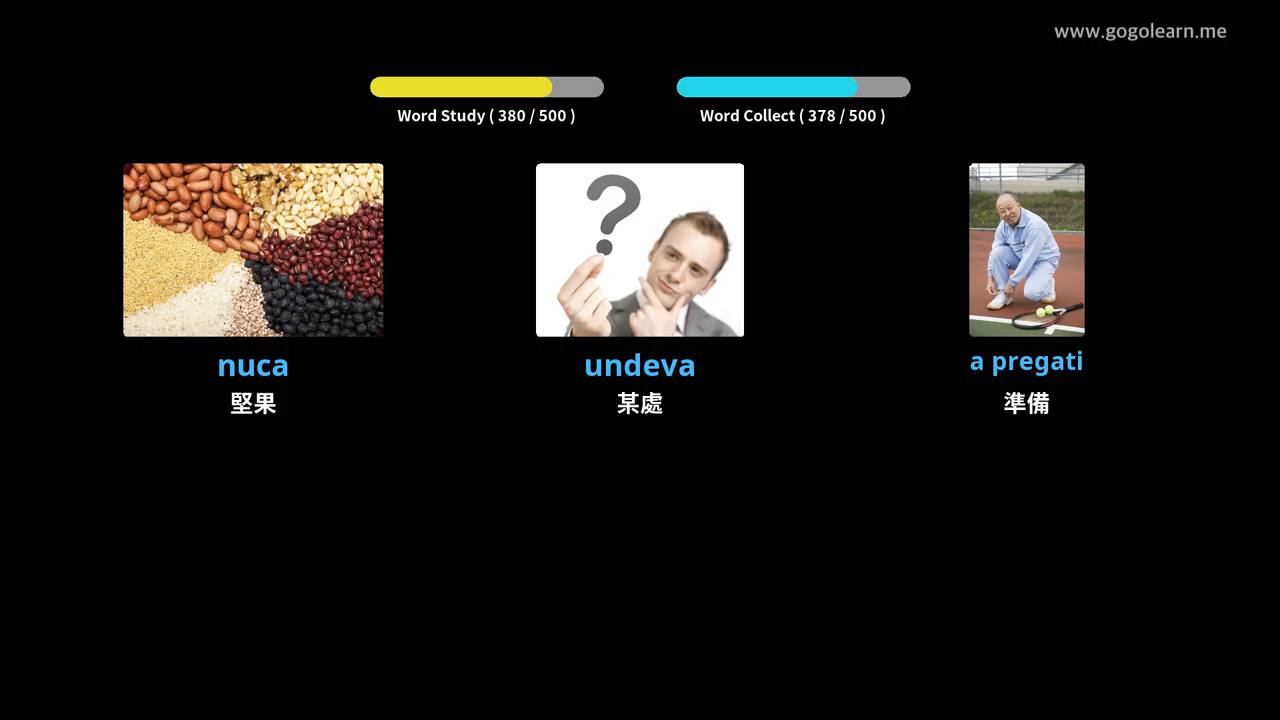 www.gogolearn.me
Word Study ( 380 / 500 )
Word Collect ( 378 / 500 )
nuca
undeva
a pregati
堅果
某處
準備